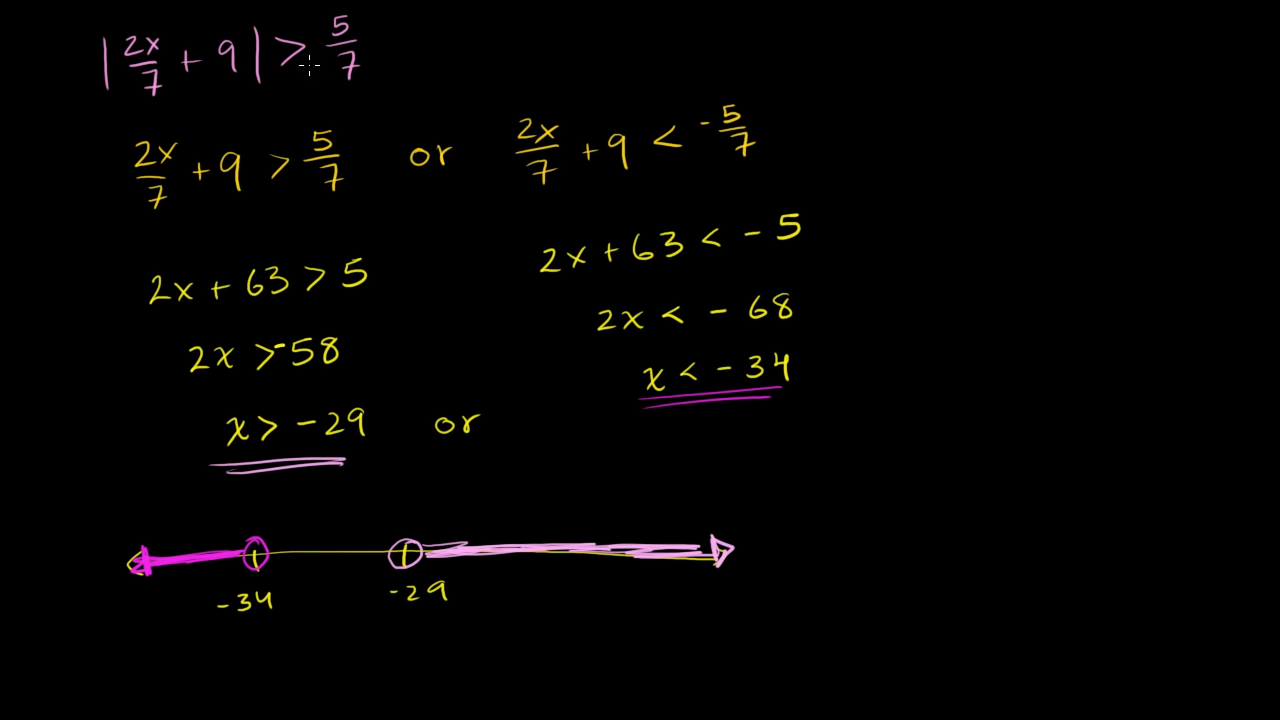 |2x/7 + 9| > 5/7
2x/7 + 9 > 5/7 or 2x/7 + 9 < -5/7
2x + 63 > 5
2x + 63 < -5
2x > -58
2x < -68
x > -29 or
x < -34
-34 -29